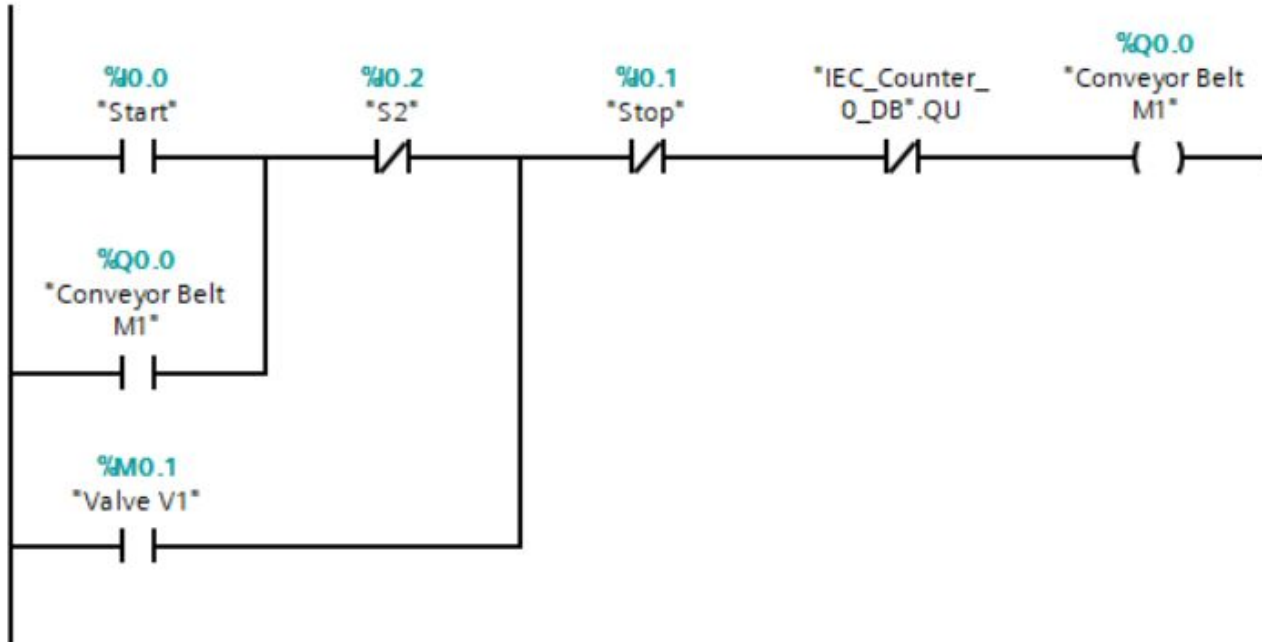 %I0.0
"Start"
%I0.2
"S2"
%I0.1
"Stop"
"IEC_Counter_
0_DB".QU
%Q0.0
"Conveyor Belt
M1"
%Q0.0
"Conveyor Belt
M1"
%M0.1
"Valve V1"